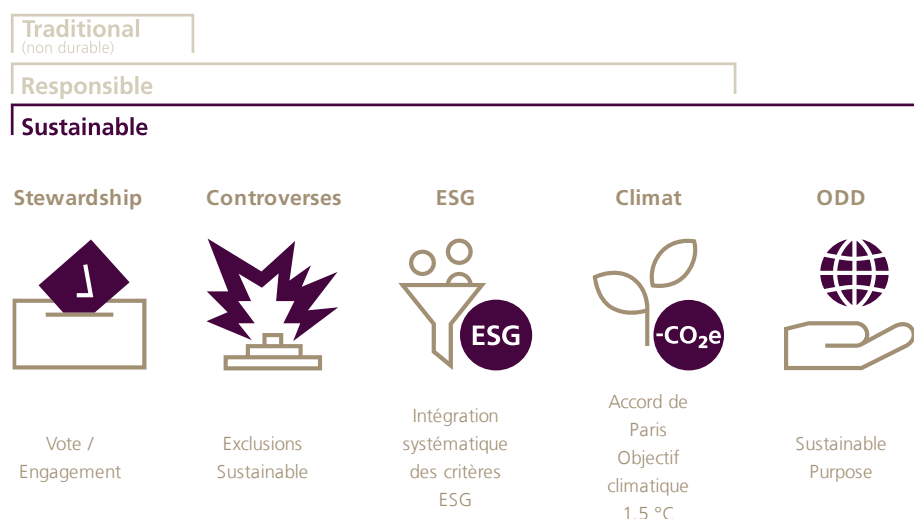 Traditional
(non durable)
Responsible
Sustainable
Stewardship
Controverses
ESG
Climat
ODD
ESG
-CO₂e
Vote /
Engagement
Exclusions
Sustainable
Intégration
systématique
des critères
ESG
Accord de
Paris
Objectif
climatique
1,5 °C
Sustainable
Purpose